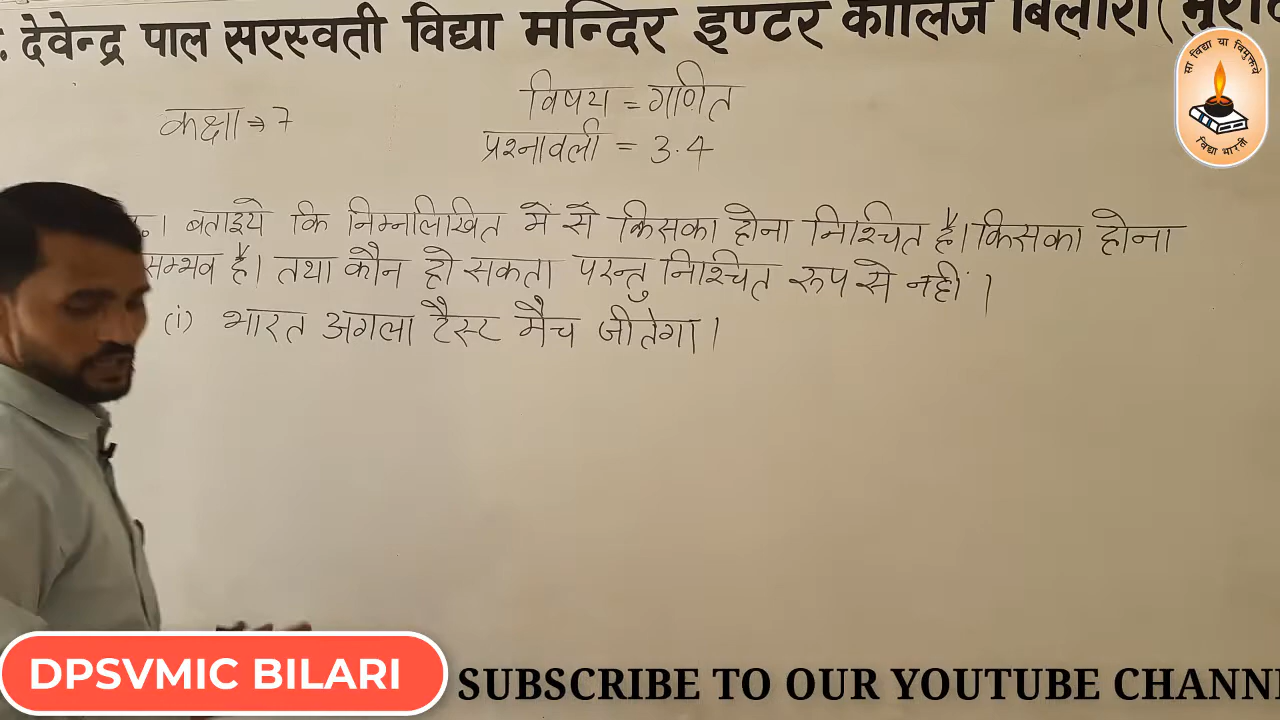 : देवेन्द्र पाल सरस्वती विद्या मन्दिर इण्टर कालिज बिलारी (मुरा
सा विद्या या विमुक्तये
विद्या भारती
विषय = गणित
कक्षा ⇒ 7
प्रश्नावली = 3.4
1 बताइये कि निम्नलिखित में से किसका होना निश्चित है। किसका होना
सम्भव है। तथा कौन हो सकता परन्तु निश्चित रूप से नहीं।
(i) भारत अगला टैस्ट मैच जीतेगा।
DPSVMIC BILARI
SUBSCRIBE TO OUR YOUTUBE CHANN